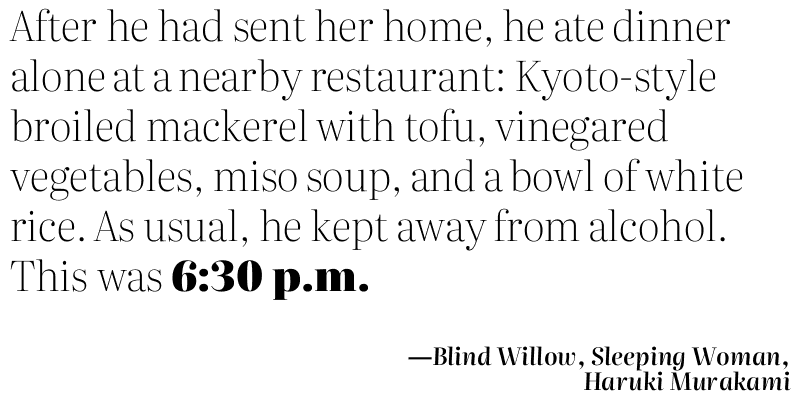 After he had sent her home, he ate dinner
alone at a nearby restaurant: Kyoto-style
broiled mackerel with tofu, vinegared
vegetables, miso soup, and a bowl of white
rice. As usual, he kept away from alcohol.
This was 6:30 p.m.
—Blind Willow, Sleeping Woman,
Haruki Murakami